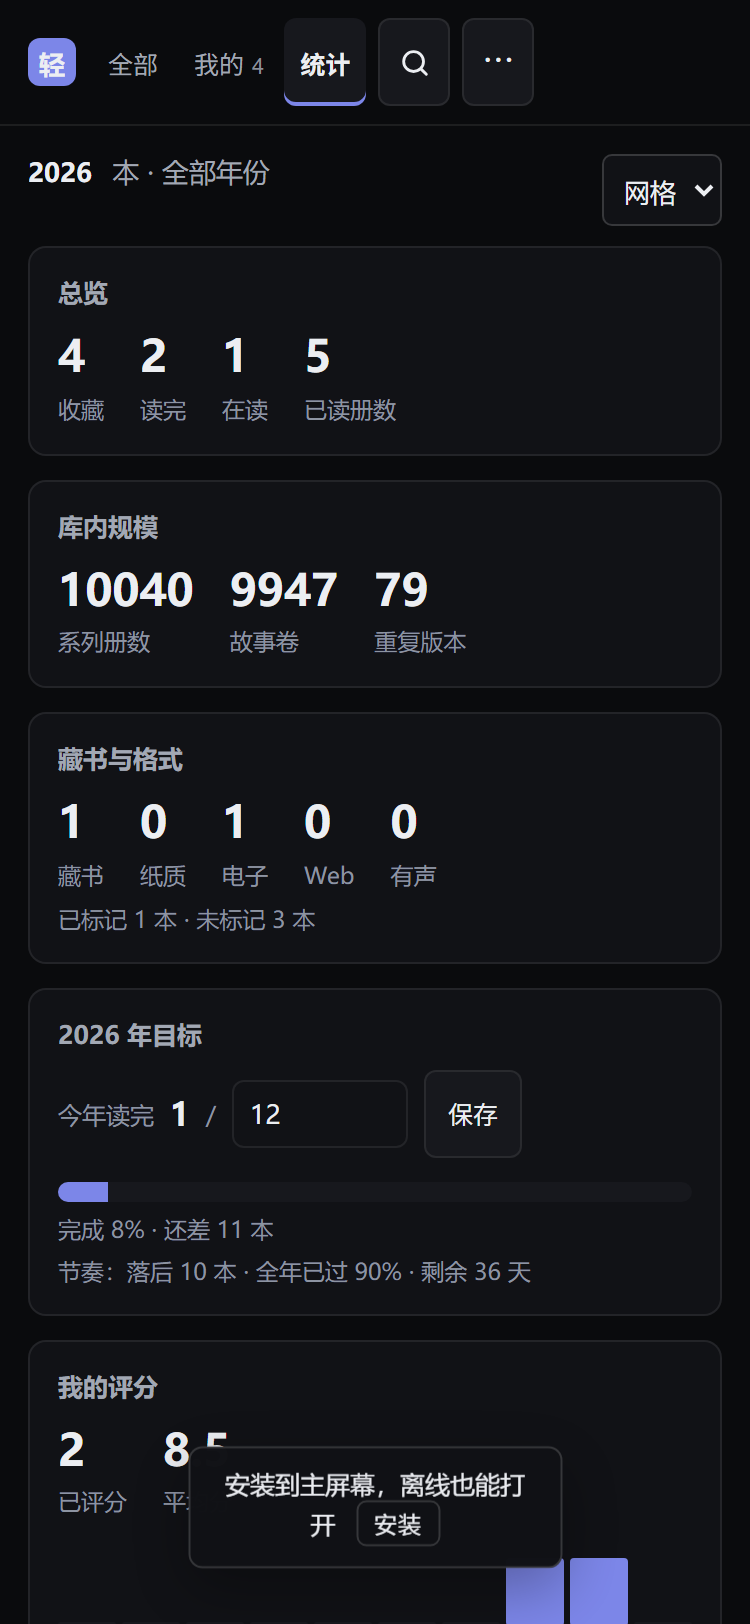 轻 全部 我的 4 统计 ···
2026 本 · 全部年份 网格
总览
4 2 1 5
收藏 读完 在读 已读册数
库内规模
10040 9947 79
系列册数 故事卷 重复版本
藏书与格式
1 0 1 0 0
藏书 纸质 电子 Web 有声
已标记 1 本 · 未标记 3 本
2026 年目标
今年读完 1 / 12 保存
完成 8% · 还差 11 本
节奏：落后 10 本 · 全年已过 90% · 剩余 36 天
我的评分
2 8.5
已评分
安装到主屏幕，离线也能打
开 安装